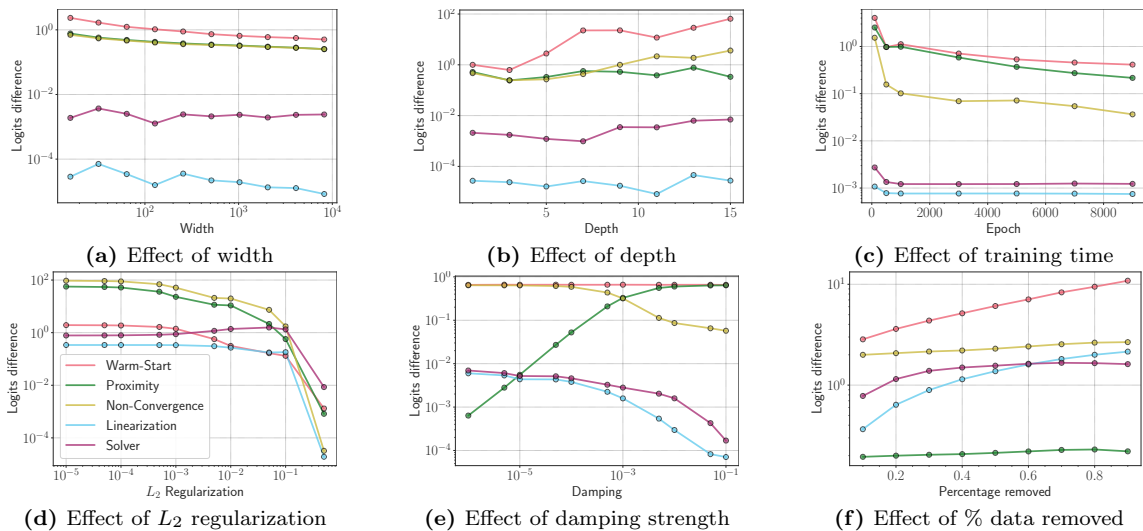 Logits difference
10^0
10^{-2}
10^{-4}
10^2
10^3
10^4
Width
(a) Effect of width
Logits difference
10^2
10^0
10^{-2}
10^{-4}
5
10
15
Depth
(b) Effect of depth
Logits difference
10^0
10^{-1}
10^{-2}
10^{-3}
0
2000
4000
6000
8000
Epoch
(c) Effect of training time
Logits difference
10^2
10^0
10^{-2}
10^{-4}
Warm-Start
Proximity
Non-Convergence
Linearization
Solver
10^{-5}
10^{-4}
10^{-3}
10^{-2}
10^{-1}
L_2 Regularization
(d) Effect of L_2 regularization
Logits difference
10^0
10^{-1}
10^{-2}
10^{-3}
10^{-4}
10^{-5}
10^{-3}
10^{-1}
Damping
(e) Effect of damping strength
Logits difference
10^1
10^0
0.2
0.4
0.6
0.8
Percentage removed
(f) Effect of % data removed